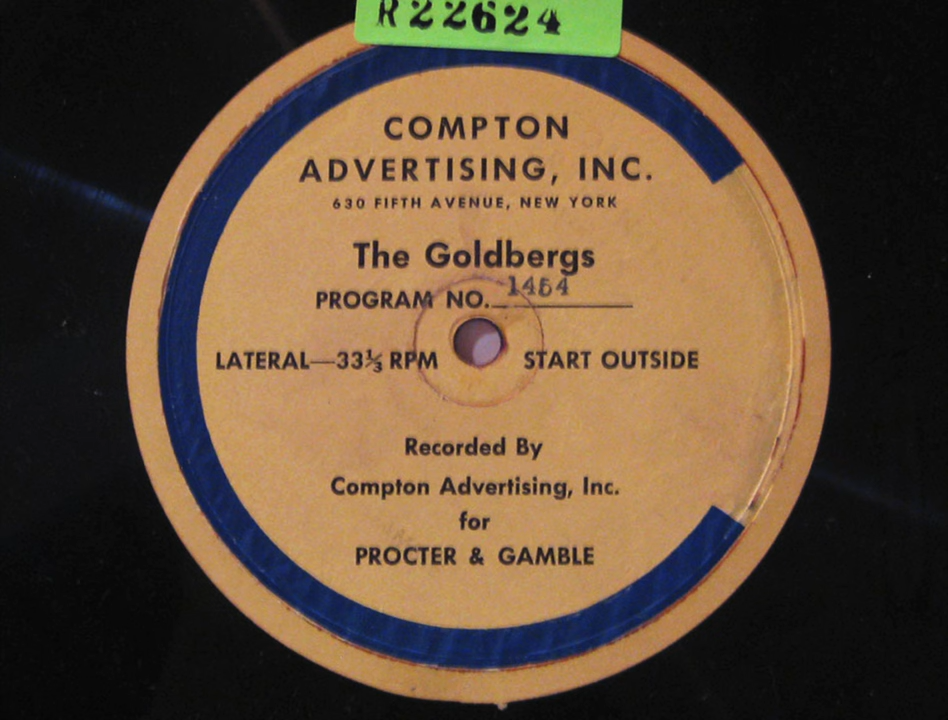 R22624
COMPTON
ADVERTISING, INC.
630 FIFTH AVENUE, NEW YORK
The Goldbergs
PROGRAM NO. 1454
LATERAL—33⅓ RPM START OUTSIDE
Recorded By
Compton Advertising, Inc.
for
PROCTER & GAMBLE